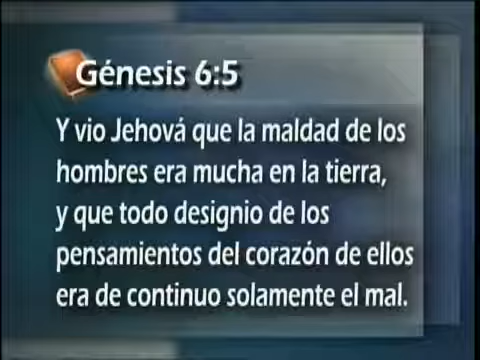 Génesis 6:5
Y vio Jehová que la maldad de los
hombres era mucha en la tierra,
y que todo designio de los
pensamientos del corazón de ellos
era de continuo solamente el mal.